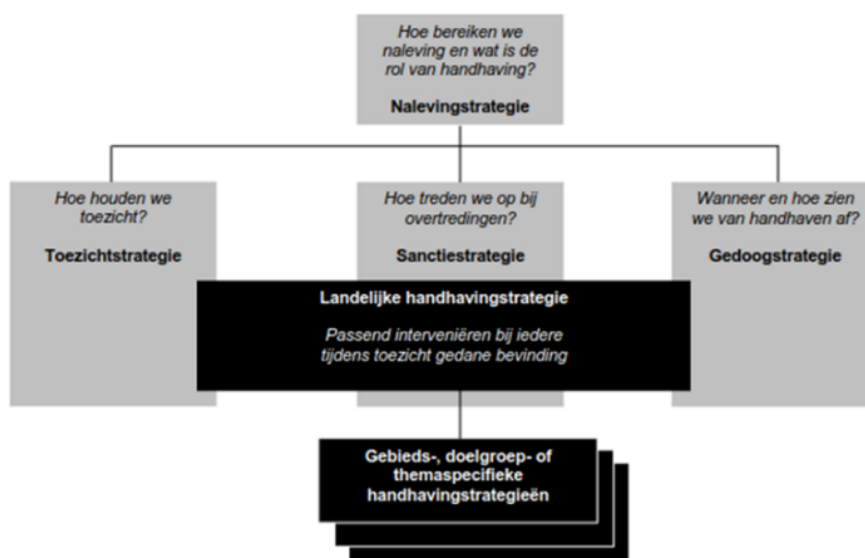 Hoe bereiken we
naleving en wat is de
rol van handhaving?
Nalevingstrategie
Hoe houden we
toezicht?
Toezichtstrategie
Hoe treden we op bij
overtredingen?
Sanctiestrategie
Wanneer en hoe zien
we van handhaven af?
Gedoogstrategie
Landelijke handhavingstrategie
Passend interveniëren bij iedere
tijdens toezicht gedane bevinding
Gebieds-, doelgroep- of
themaspecifieke
handhavingstrategieën